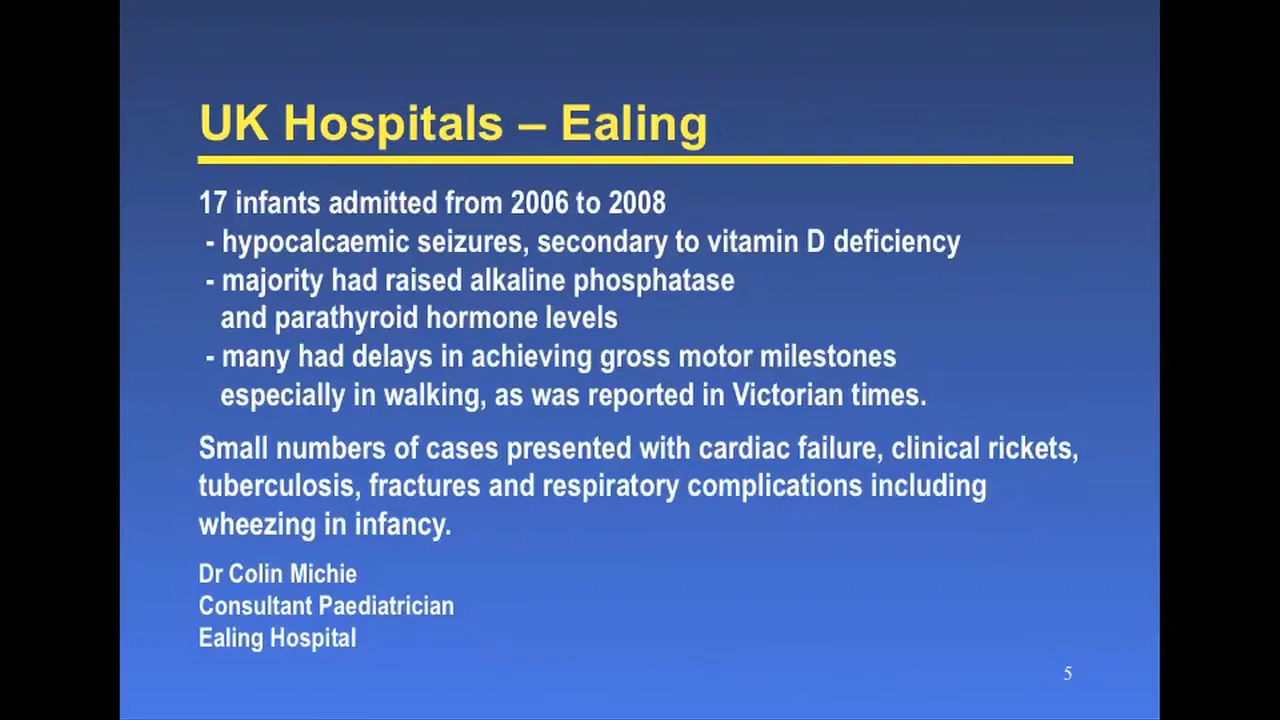 UK Hospitals – Ealing
17 infants admitted from 2006 to 2008
- hypocalcaemic seizures, secondary to vitamin D deficiency
- majority had raised alkaline phosphatase
and parathyroid hormone levels
- many had delays in achieving gross motor milestones
especially in walking, as was reported in Victorian times.
Small numbers of cases presented with cardiac failure, clinical rickets,
tuberculosis, fractures and respiratory complications including
wheezing in infancy.
Dr Colin Michie
Consultant Paediatrician
Ealing Hospital
5